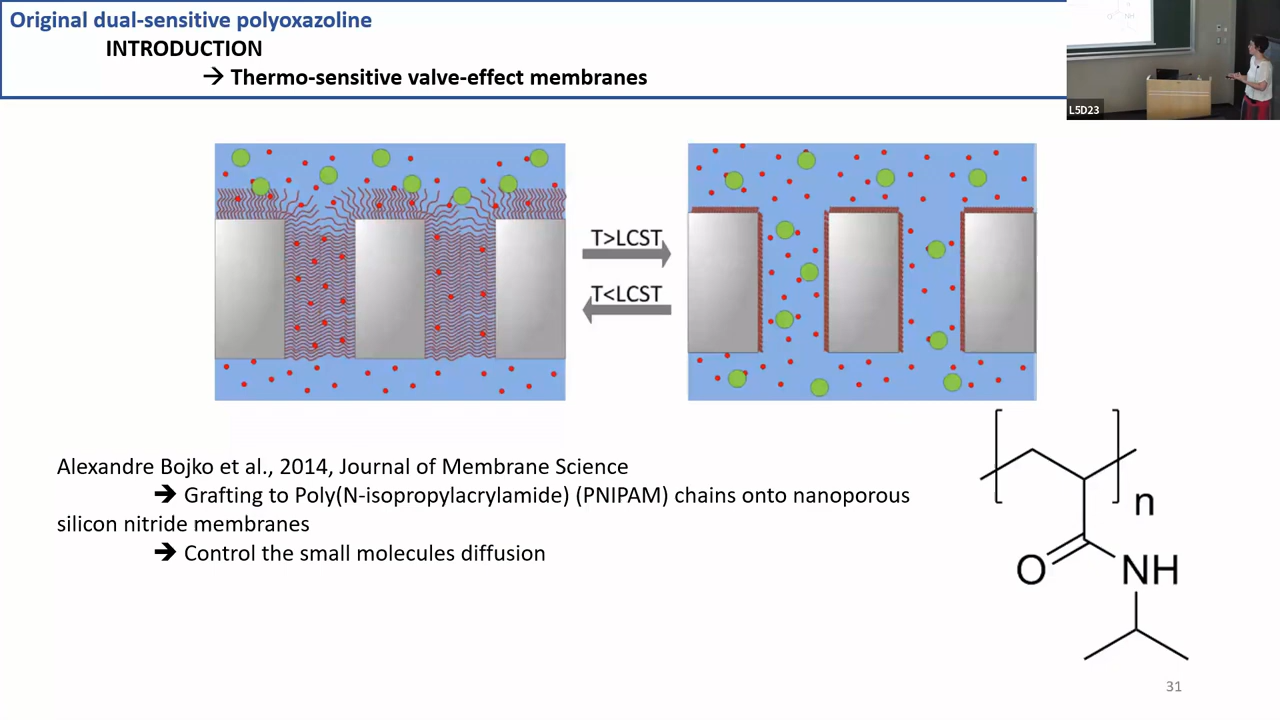 Original dual-sensitive polyoxazoline
INTRODUCTION
→ Thermo-sensitive valve-effect membranes
L5D23
T>LCST
T<LCST
Alexandre Bojko et al., 2014, Journal of Membrane Science
➔ Grafting to Poly(N-isopropylacrylamide) (PNIPAM) chains onto nanoporous
silicon nitride membranes
➔ Control the small molecules diffusion
n
O
NH
31